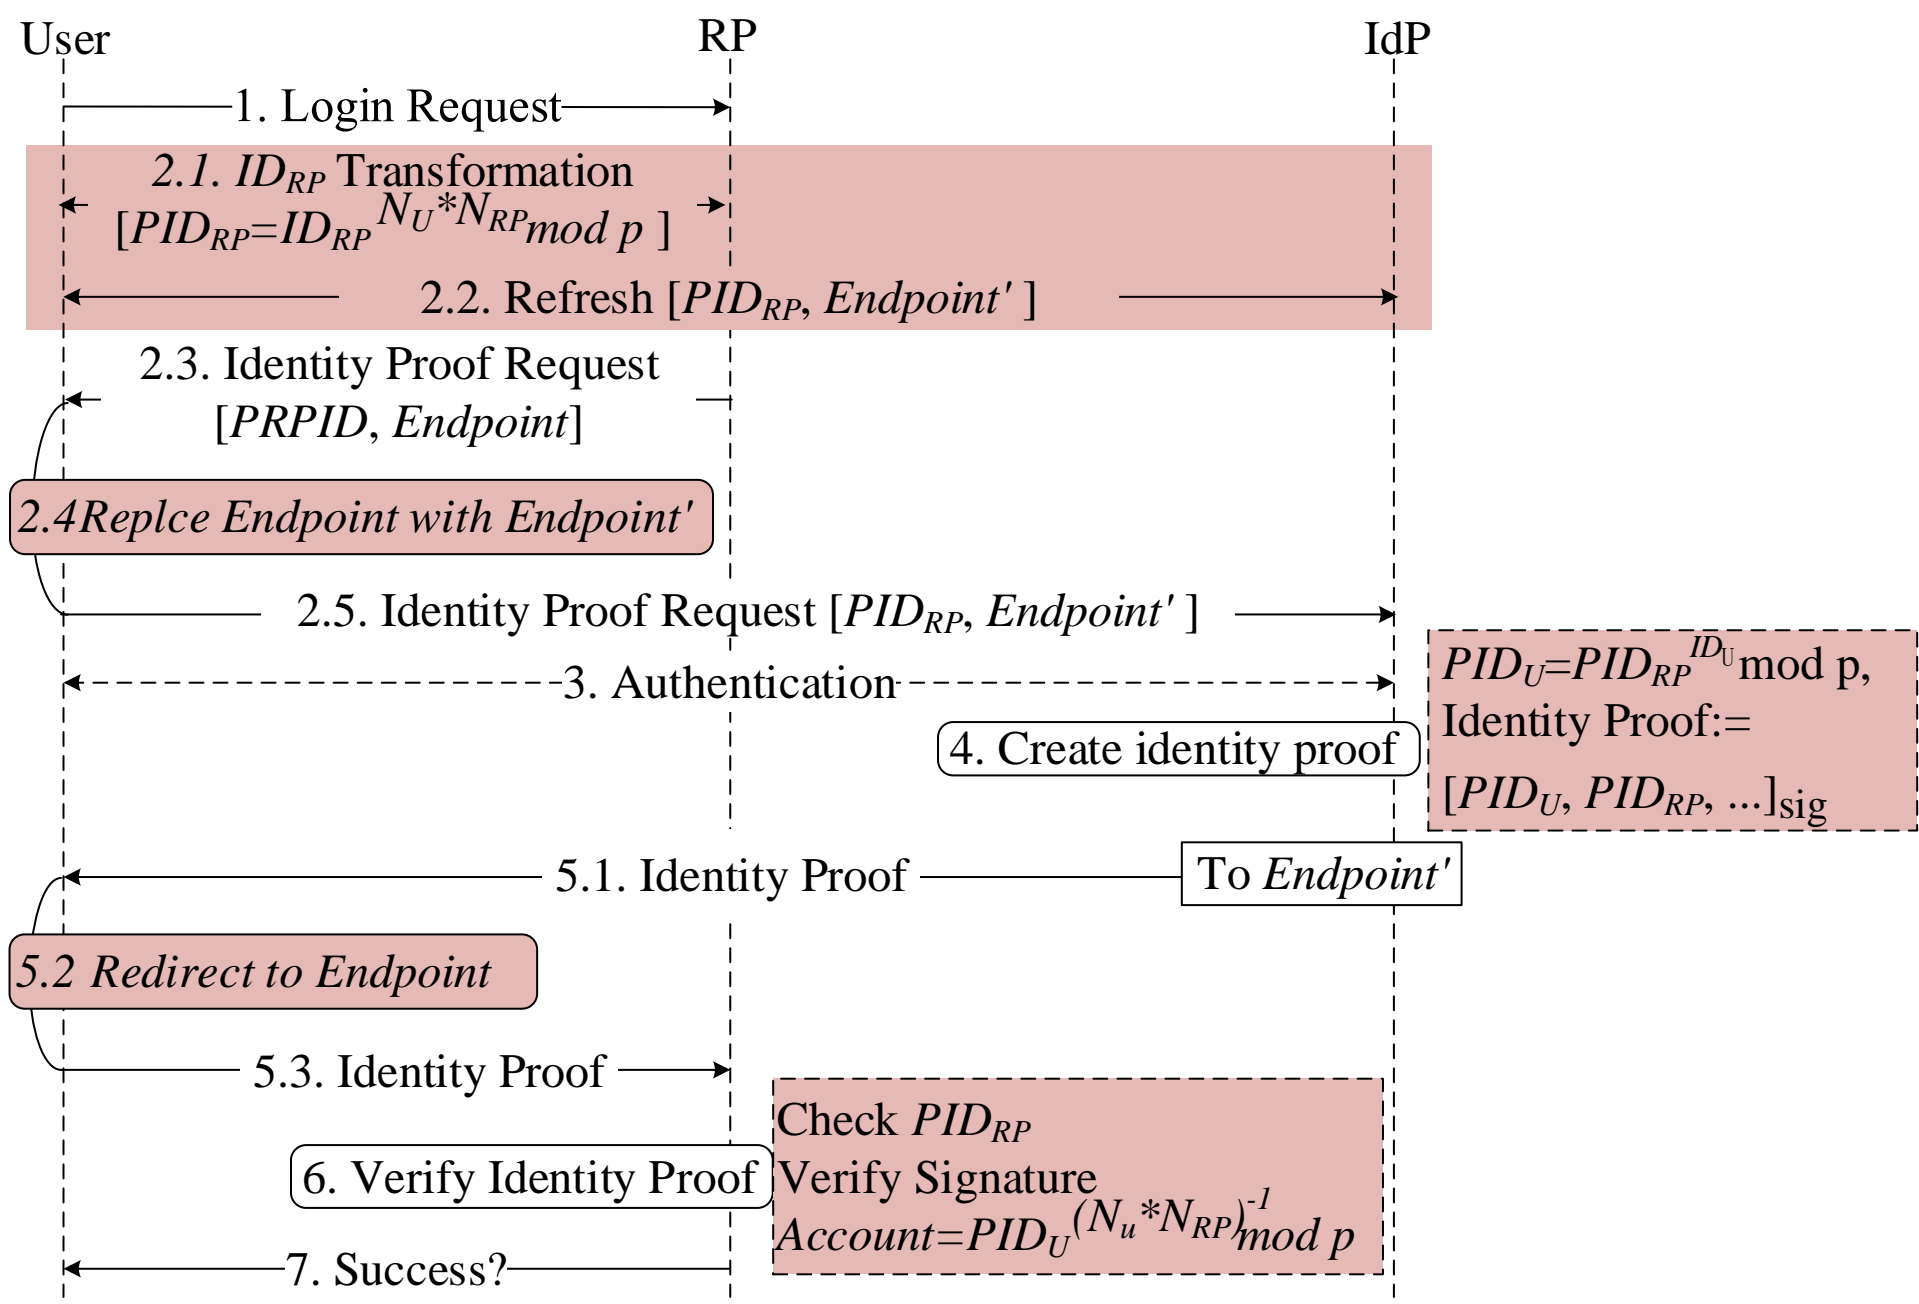 User RP IdP
1. Login Request
2.1. ID_RP Transformation
[PID_RP=ID_RP^N_U*N_RP mod p ]
2.2. Refresh [PID_RP, Endpoint' ]
2.3. Identity Proof Request
[PRPID, Endpoint]
2.4Replce Endpoint with Endpoint'
2.5. Identity Proof Request [PID_RP, Endpoint' ]
3. Authentication
PID_U=PID_RP^ID_U mod p,
Identity Proof:=
[PID_U, PID_RP, ...]_sig
4. Create identity proof
5.1. Identity Proof
To Endpoint'
5.2 Redirect to Endpoint
5.3. Identity Proof
6. Verify Identity Proof
Check PID_RP
Verify Signature
Account=PID_U^(N_u*N_RP)^-1 mod p
7. Success?